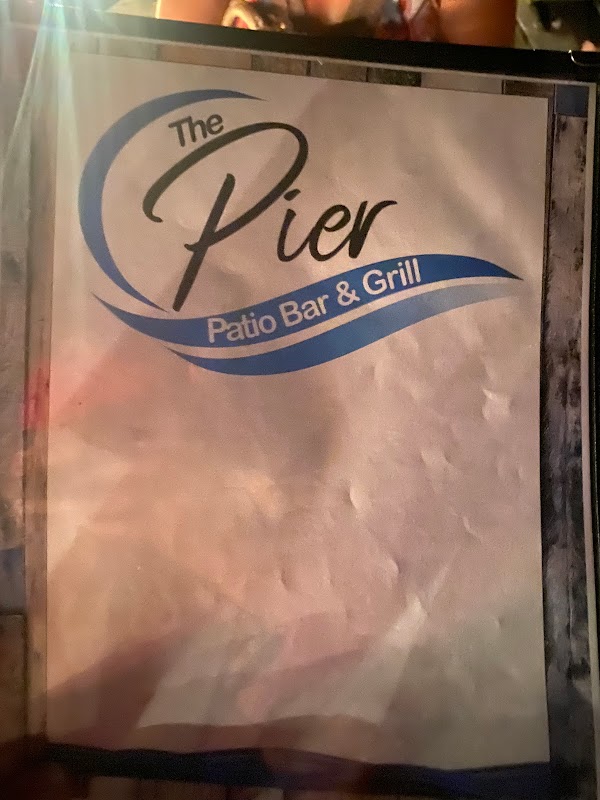 The
Pier
Patio Bar & Grill